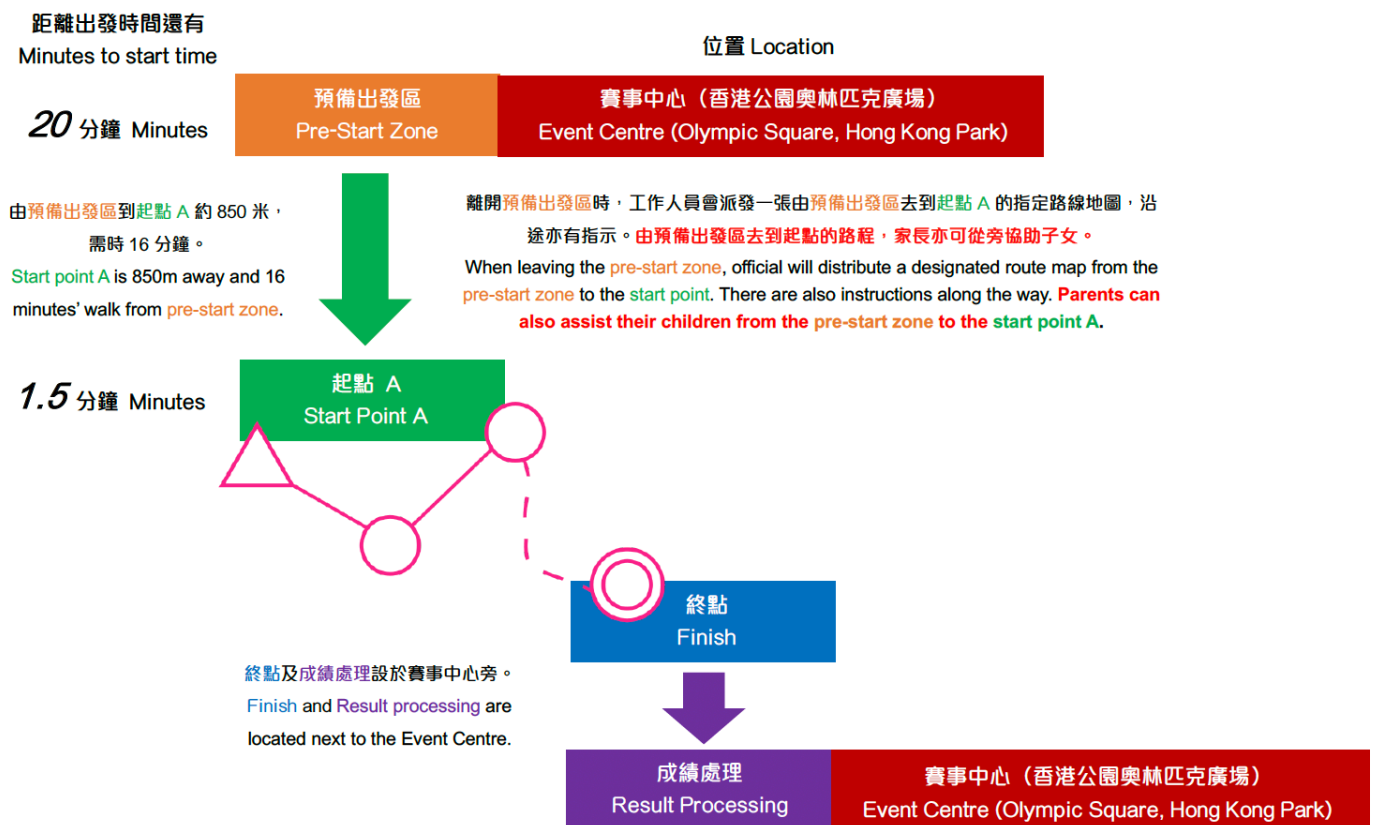 距離出發時間還有
Minutes to start time
位置 Location
20 分鐘 Minutes
預備出發區
Pre-Start Zone
賽事中心（香港公園奧林匹克廣場）
Event Centre (Olympic Square, Hong Kong Park)
由預備出發區到起點 A 約 850 米，
需時 16 分鐘。
Start point A is 850m away and 16
minutes’ walk from pre-start zone.
離開預備出發區時，工作人員會派發一張由預備出發區去到起點 A 的指定路線地圖，沿
途亦有指示。由預備出發區去到起點的路程，家長亦可從旁協助子女。
When leaving the pre-start zone, official will distribute a designated route map from the
pre-start zone to the start point. There are also instructions along the way. Parents can
also assist their children from the pre-start zone to the start point A.
1.5 分鐘 Minutes
起點 A
Start Point A
終點
Finish
終點及成績處理設於賽事中心旁。
Finish and Result processing are
located next to the Event Centre.
成績處理
Result Processing
賽事中心（香港公園奧林匹克廣場）
Event Centre (Olympic Square, Hong Kong Park)